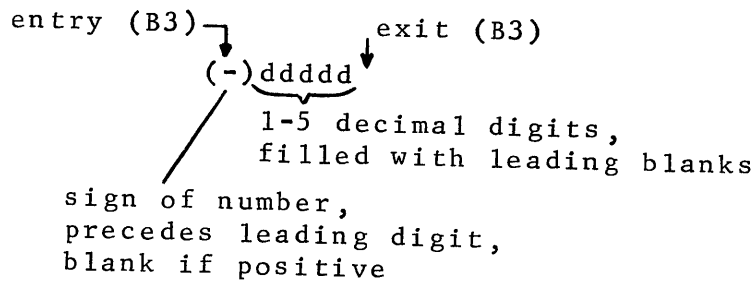 entry (B3)
exit (B3)
(-)ddddd
1-5 decimal digits,
filled with leading blanks
sign of number,
precedes leading digit,
blank if positive